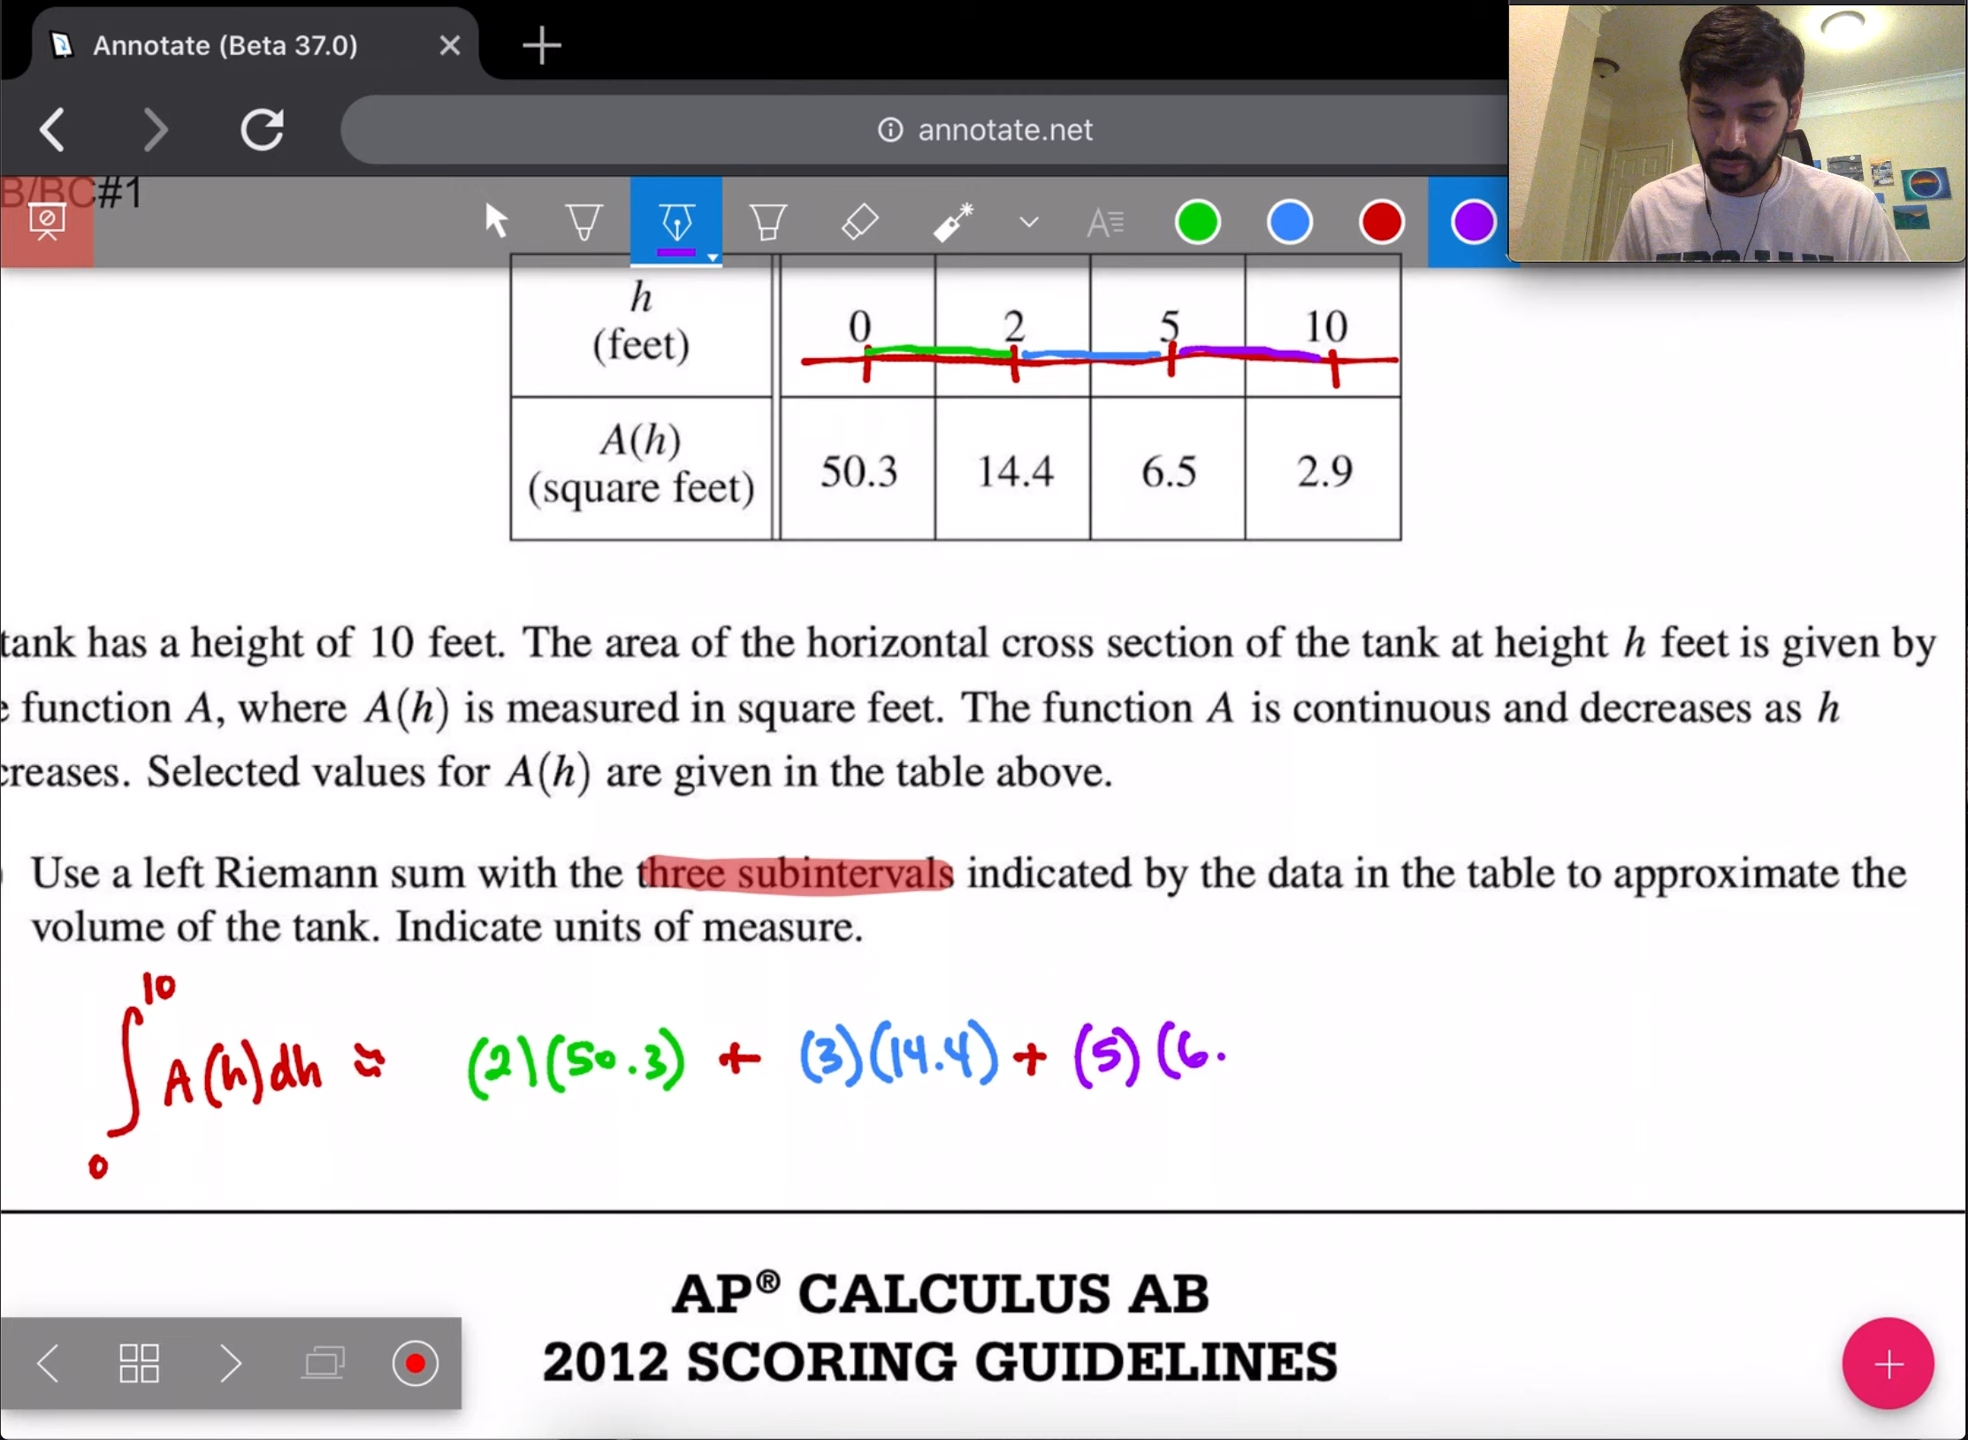 Annotate (Beta 37.0)
annotate.net
B/BC#1
h
(feet)
0 2 5 10
A(h)
(square feet)
50.3 14.4 6.5 2.9
tank has a height of 10 feet. The area of the horizontal cross section of the tank at height h feet is given by
e function A, where A(h) is measured in square feet. The function A is continuous and decreases as h
creases. Selected values for A(h) are given in the table above.
Use a left Riemann sum with the three subintervals indicated by the data in the table to approximate the
volume of the tank. Indicate units of measure.
∫₀¹⁰ A(h)dh ≈ (2)(50.3) + (3)(14.4) + (5)(6.
AP® CALCULUS AB
2012 SCORING GUIDELINES